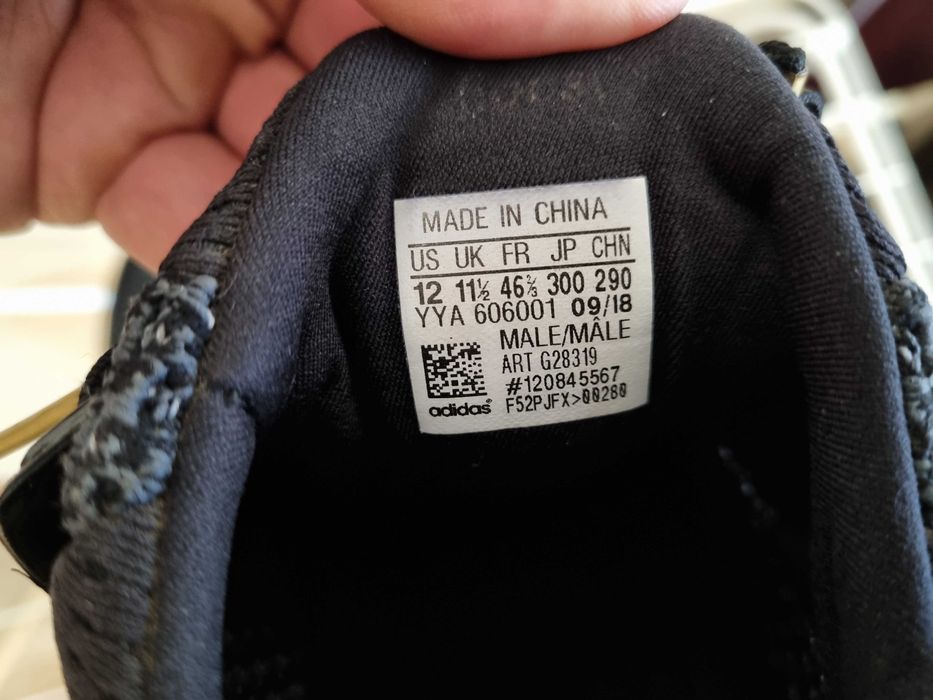 MADE IN CHINA
US UK FR JP CHN
12 11½ 46⅔ 300 290
YYA 606001 09/18
MALE/MÂLE
ART G28319
#120845567
F52PJFX>00280
adidas